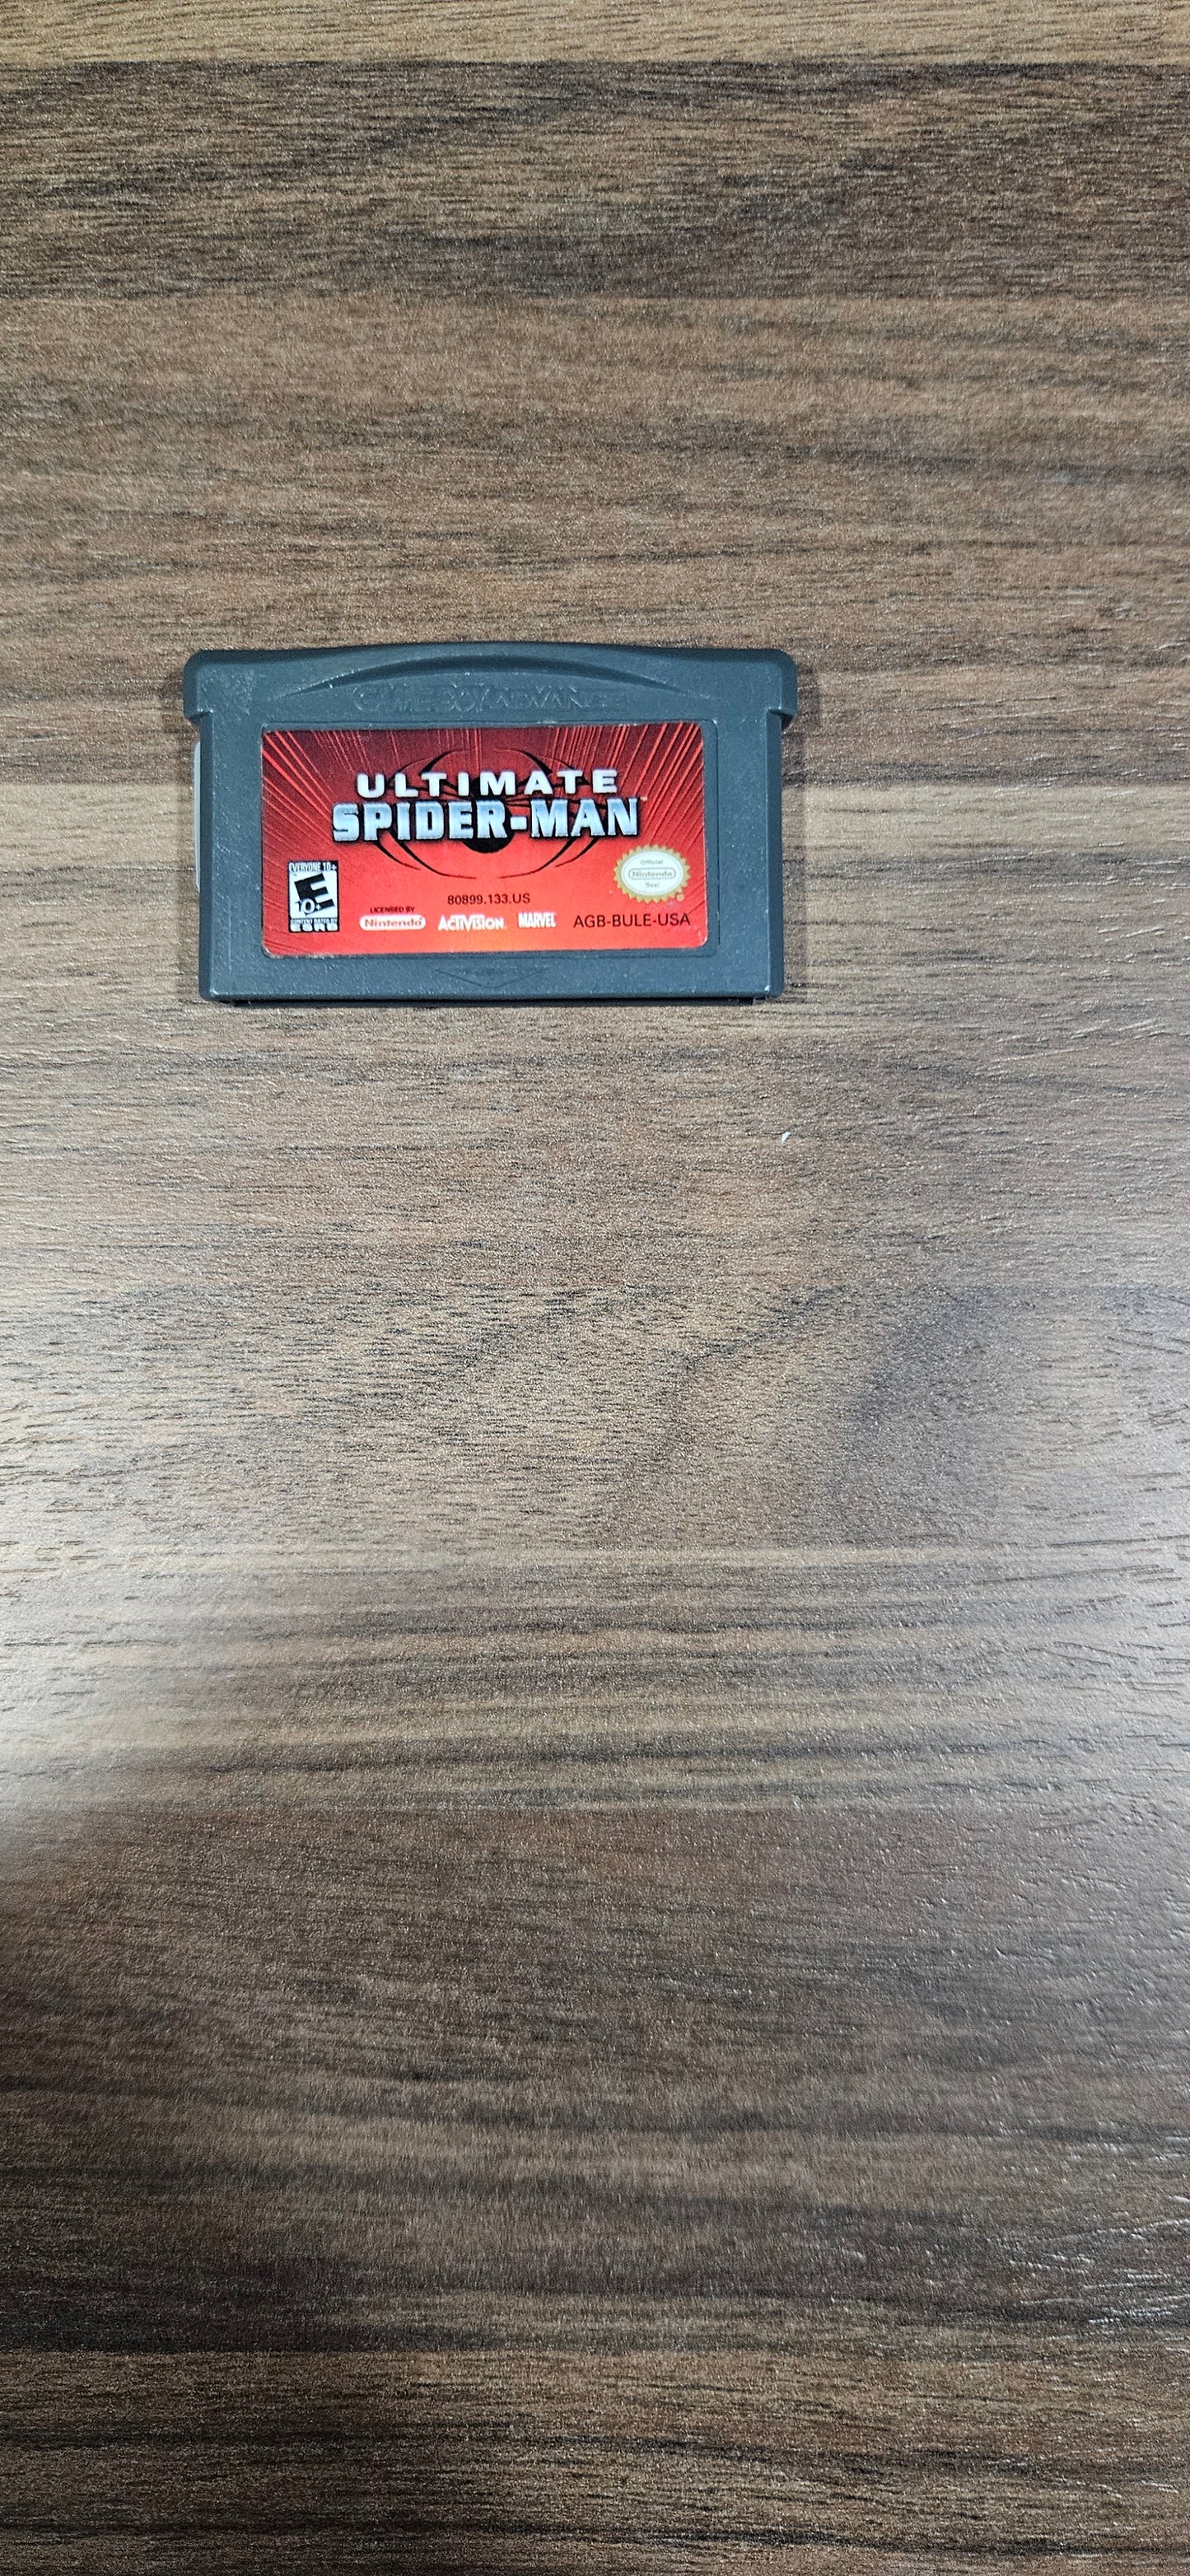 GAME BOY ADVANCE
ULTIMATE
SPIDER-MAN™
EVERYONE 10+
E
10+
CONTENT RATED BY
ESRB
80899.133.US
LICENSED BY
Nintendo
ACTIVISION
MARVEL
Official
Nintendo
Seal
AGB-BULE-USA